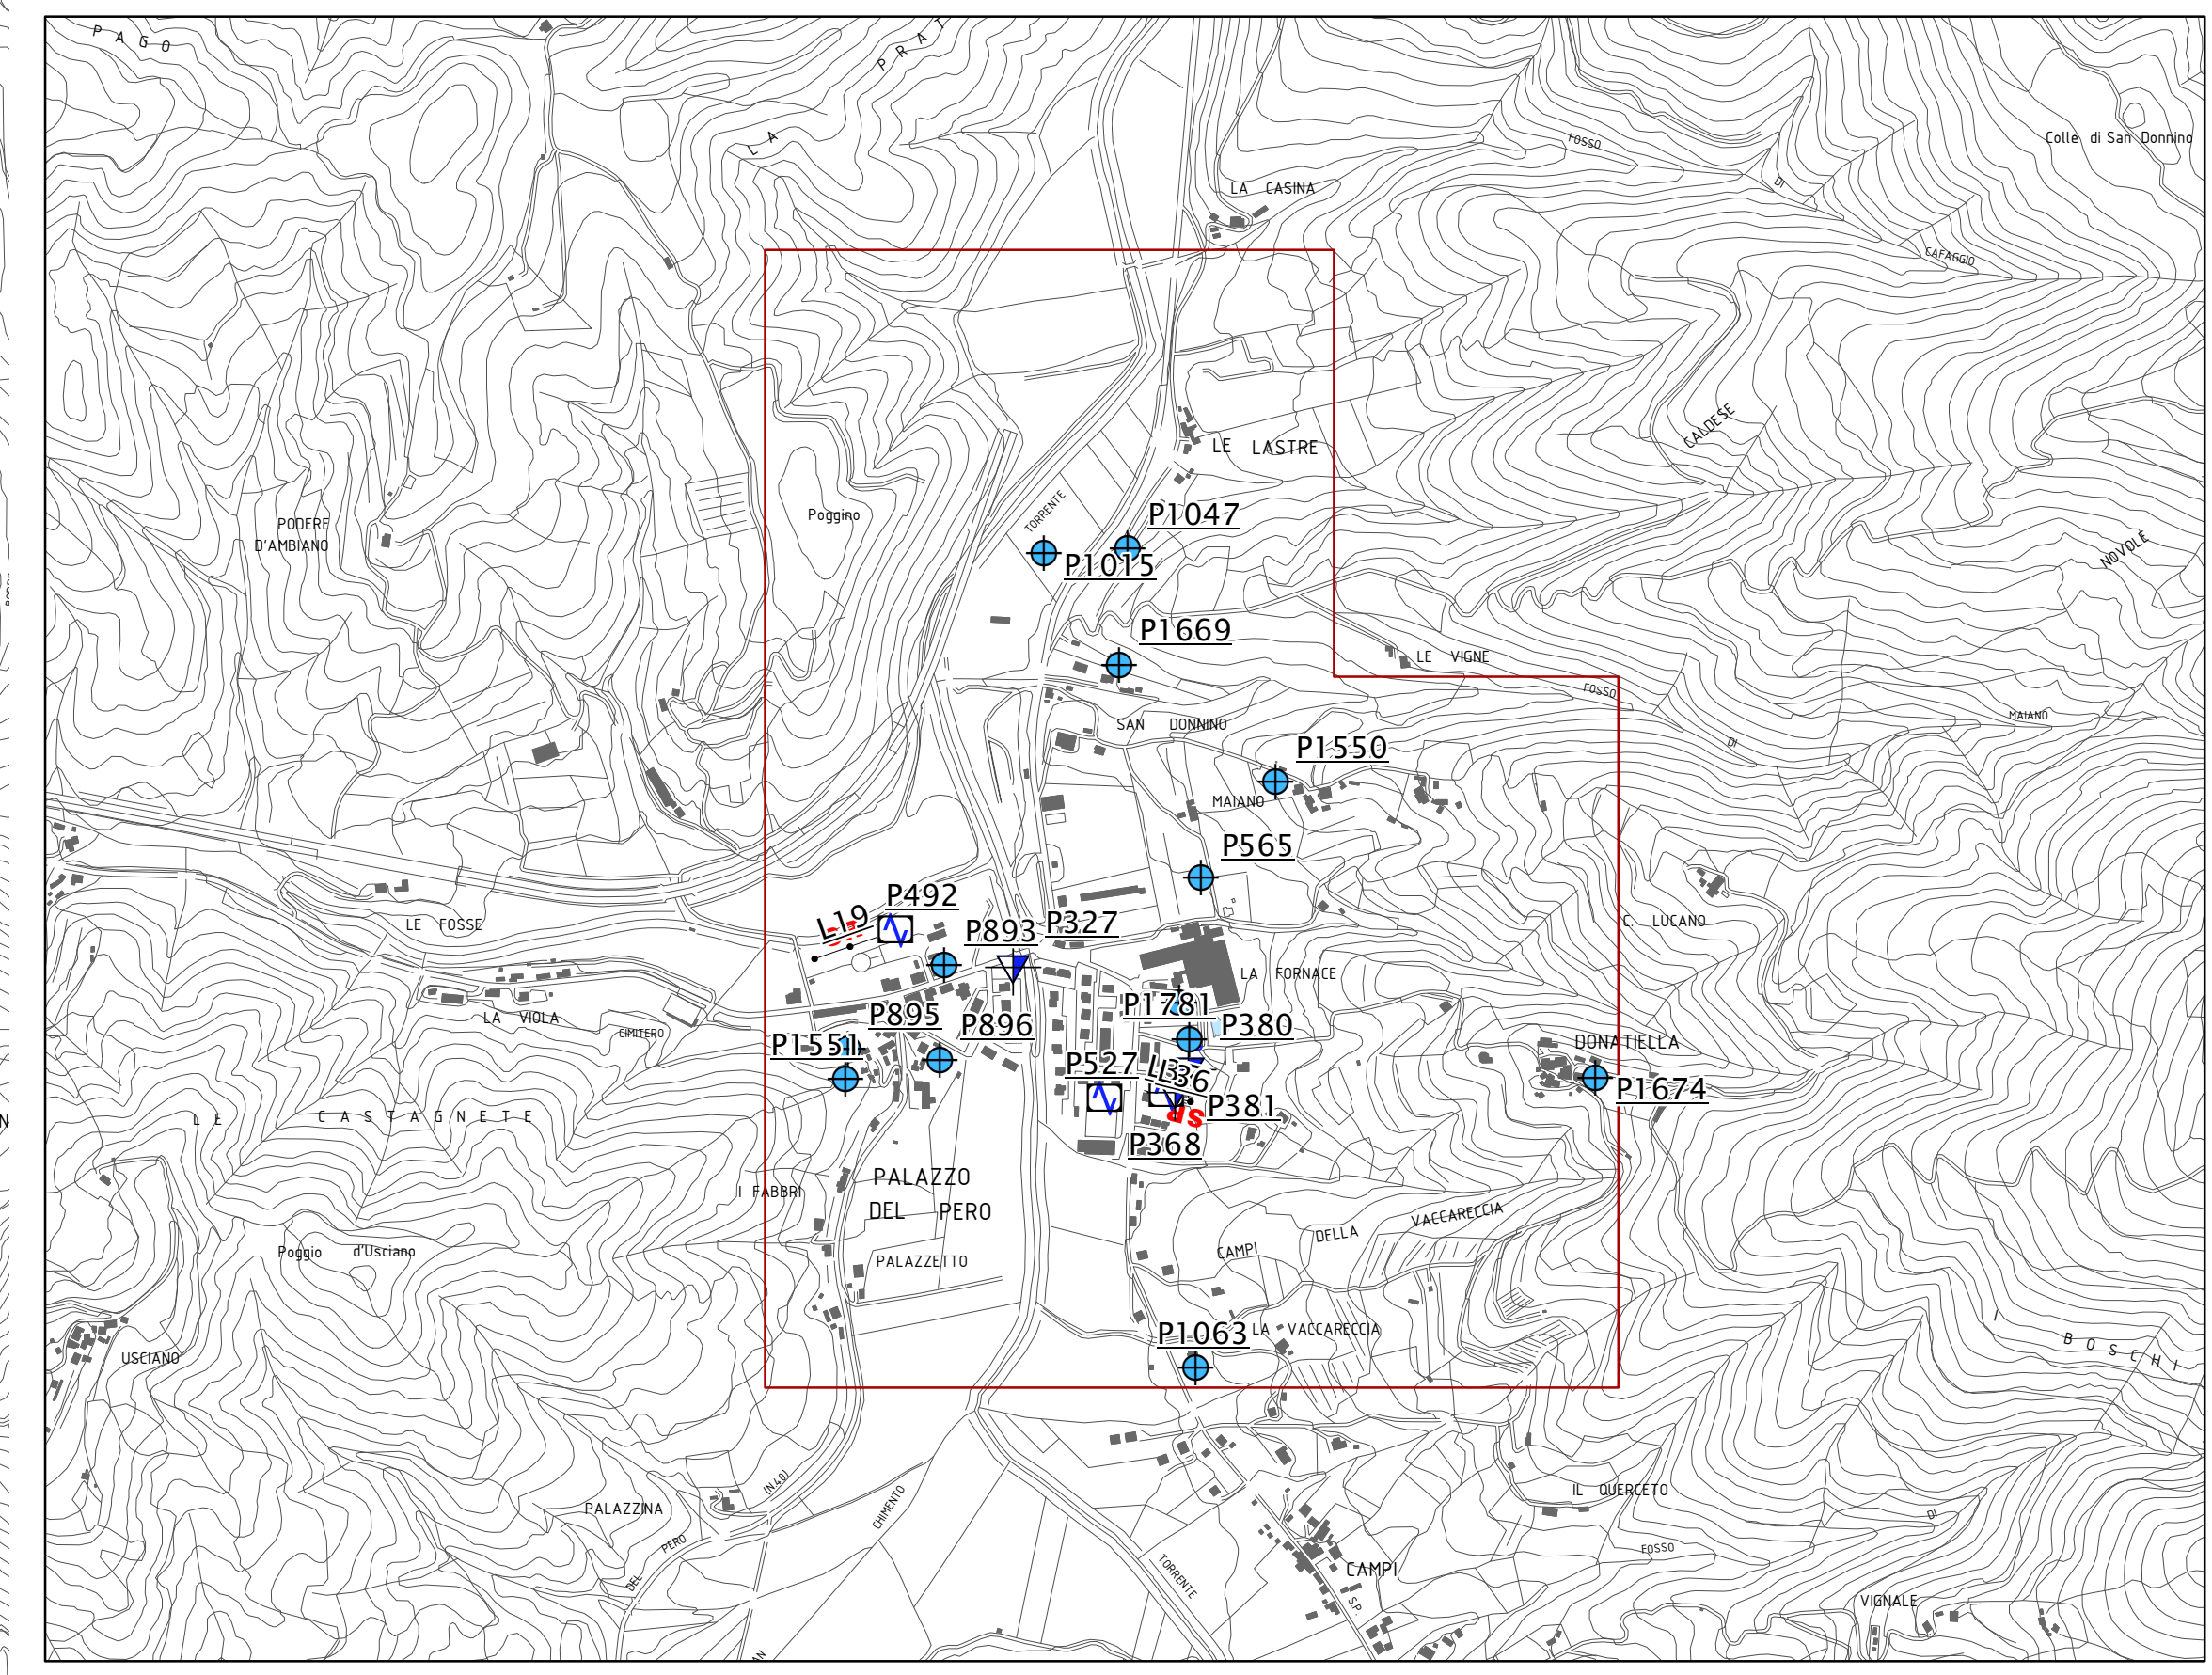 PAGO
LA PRAT
Colle di San Donnino
FOSSO
DI
CAFAGGIO
LA CASINA
CALDESE
LE LASTRE
Poggino
TORRENTE
P1047
P1015
PODERE
D'AMBIANO
NOVOLE
P1669
LE VIGNE
FOSSO
DI
MAIANO
SAN DONNINO
P1550
MAIANO
P565
P492
L19
LE FOSSE
P893
P327
C. LUCANO
LA FORNACE
P1781
P380
P895
P896
LA VIOLA
CIMITERO
P1551
DONATIELLA
P527
P1674
P381
SP
P368
LE CASTAGNETE
PALAZZO
DEL PERO
I FABBRI
CAMPI DELLA VACCARECCIA
Poggio d'Usciano
PALAZZETTO
P1063
LA VACCARECCIA
USCIANO
I BOSCHI
PALAZZINA
(N.40)
PERO
DEL
CHIMENTO
IL QUERCETO
DI
FOSSO
TORRENTE
CAMPI
S.P.
VIGNALE
AN
N